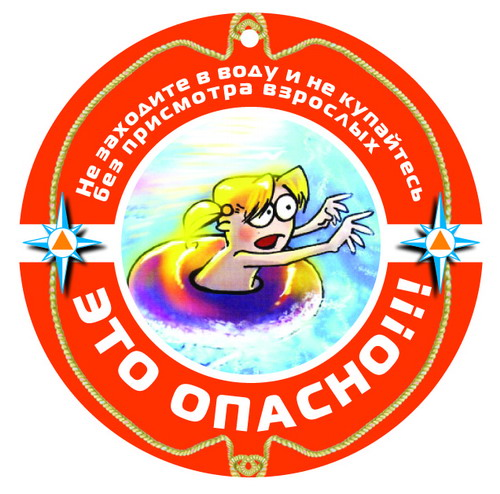 Не заходите в воду и не купайтесь
без присмотра взрослых
ЭТО ОПАСНО!!!